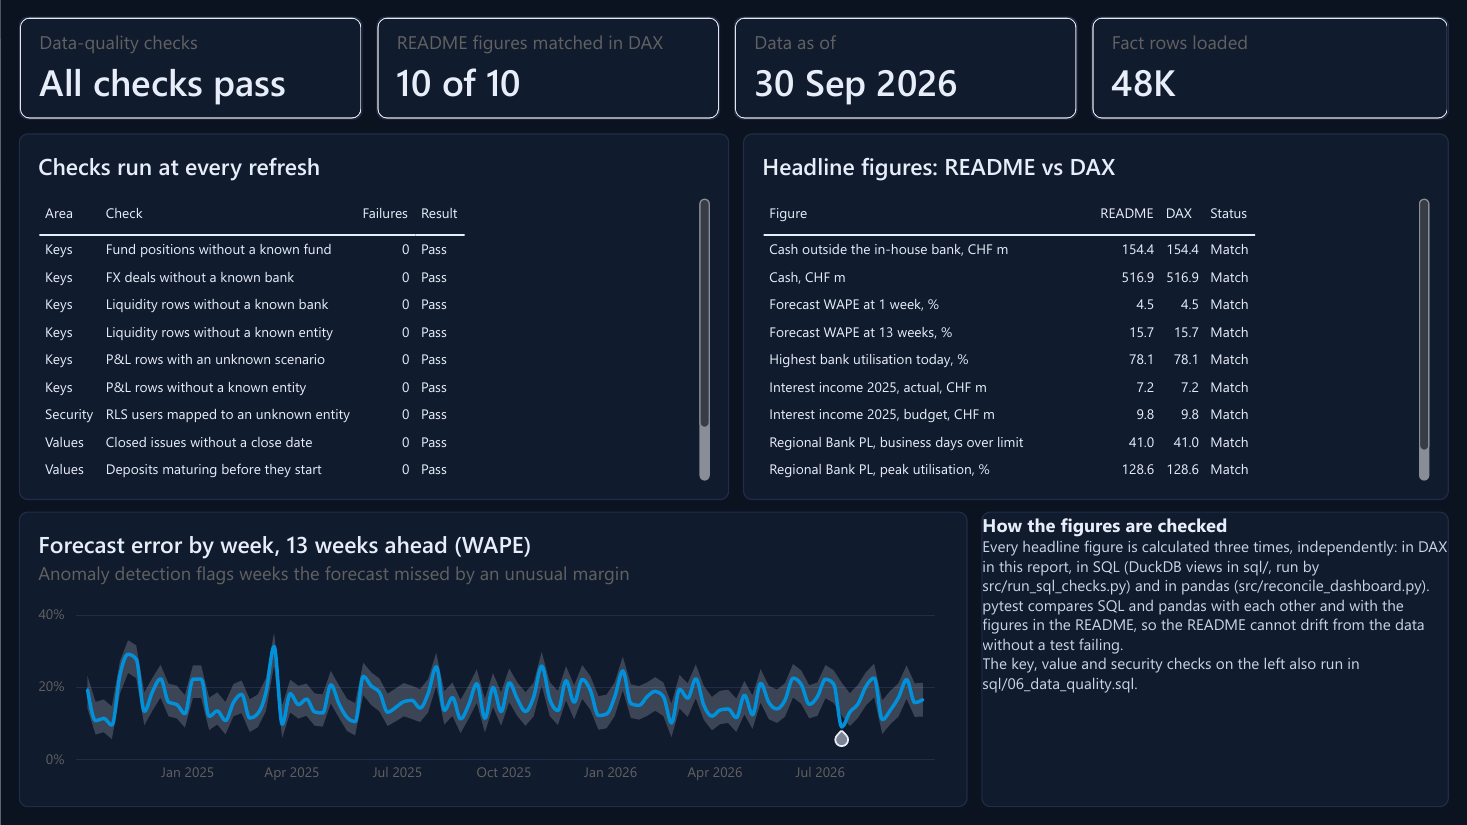 Data-quality checks
All checks pass
README figures matched in DAX
10 of 10
Data as of
30 Sep 2026
Fact rows loaded
48K
Checks run at every refresh
Area Check Failures Result
Keys Fund positions without a known fund 0 Pass
Keys FX deals without a known bank 0 Pass
Keys Liquidity rows without a known bank 0 Pass
Keys Liquidity rows without a known entity 0 Pass
Keys P&L rows with an unknown scenario 0 Pass
Keys P&L rows without a known entity 0 Pass
Security RLS users mapped to an unknown entity 0 Pass
Values Closed issues without a close date 0 Pass
Values Deposits maturing before they start 0 Pass
Headline figures: README vs DAX
Figure README DAX Status
Cash outside the in-house bank, CHF m 154.4 154.4 Match
Cash, CHF m 516.9 516.9 Match
Forecast WAPE at 1 week, % 4.5 4.5 Match
Forecast WAPE at 13 weeks, % 15.7 15.7 Match
Highest bank utilisation today, % 78.1 78.1 Match
Interest income 2025, actual, CHF m 7.2 7.2 Match
Interest income 2025, budget, CHF m 9.8 9.8 Match
Regional Bank PL, business days over limit 41.0 41.0 Match
Regional Bank PL, peak utilisation, % 128.6 128.6 Match
Forecast error by week, 13 weeks ahead (WAPE)
Anomaly detection flags weeks the forecast missed by an unusual margin
40%
20%
0%
Jan 2025 Apr 2025 Jul 2025 Oct 2025 Jan 2026 Apr 2026 Jul 2026
How the figures are checked
Every headline figure is calculated three times, independently: in DAX
in this report, in SQL (DuckDB views in sql/, run by
src/run_sql_checks.py) and in pandas (src/reconcile_dashboard.py).
pytest compares SQL and pandas with each other and with the
figures in the README, so the README cannot drift from the data
without a test failing.
The key, value and security checks on the left also run in
sql/06_data_quality.sql.